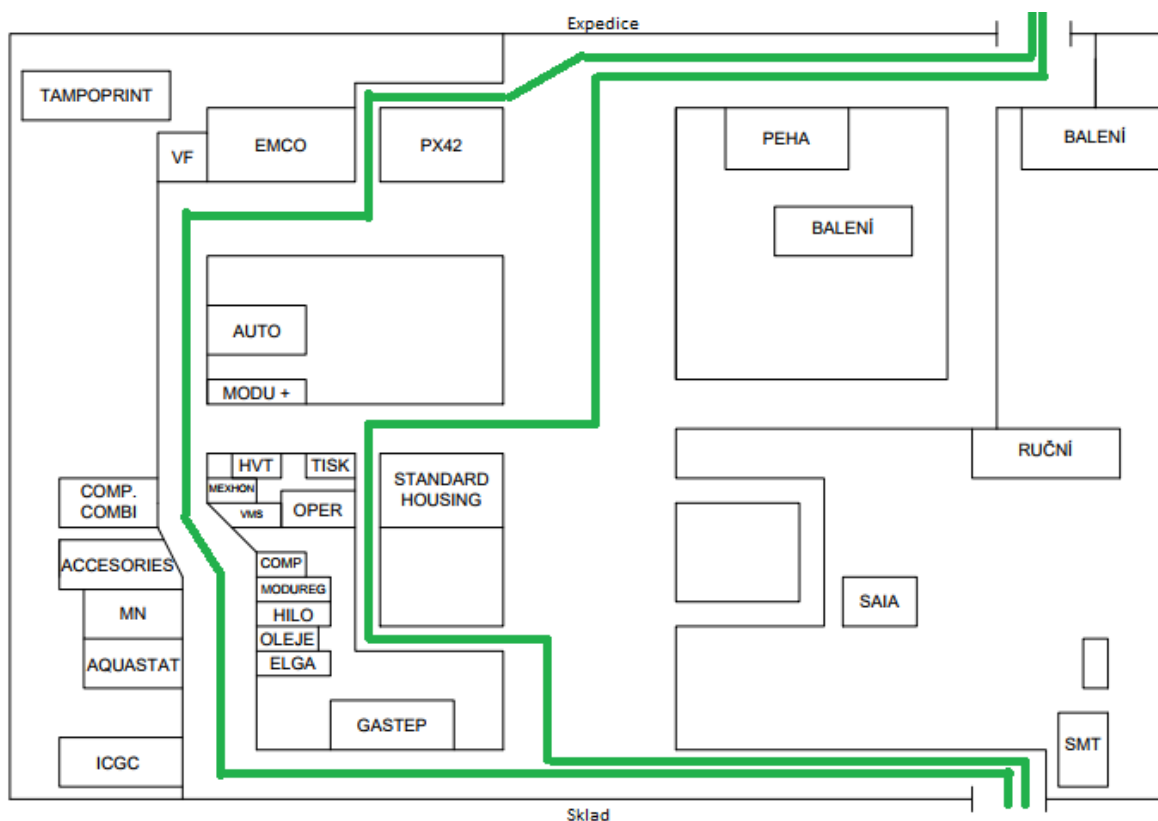 Expedice
TAMPOPRINT
VF
EMCO
PX42
PEHA
BALENÍ
BALENÍ
AUTO
MODU +
HVT
TISK
MEXHON
VMS
OPER
STANDARD
HOUSING
RUČNÍ
COMP.
COMBI
ACCESORIES
COMP
MODUREG
HILO
OLEJE
ELGA
MN
AQUASTAT
SAIA
GASTEP
SMT
ICGC
Sklad